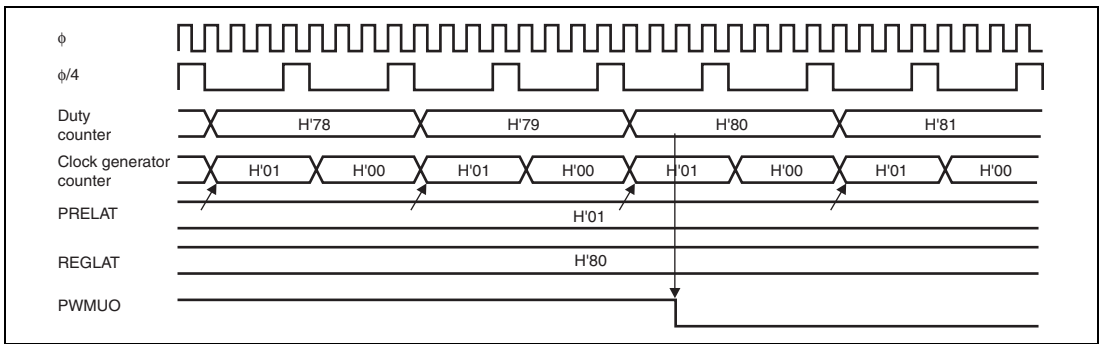 φ
φ/4
Duty
counter
H'78 H'79 H'80 H'81
Clock generator
counter
H'01 H'00 H'01 H'00 H'01 H'00 H'01 H'00
PRELAT
H'01
REGLAT
H'80
PWMUO